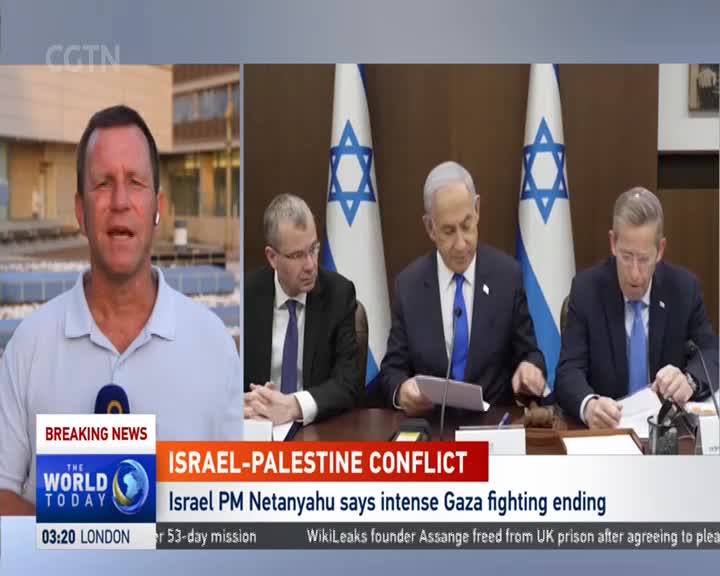 CGTN
BREAKING NEWS
THE
WORLD
TODAY
ISRAEL-PALESTINE CONFLICT
Israel PM Netanyahu says intense Gaza fighting ending
03:20 LONDON
53-day mission
WikiLeaks founder Assange freed from UK prison after agreeing to